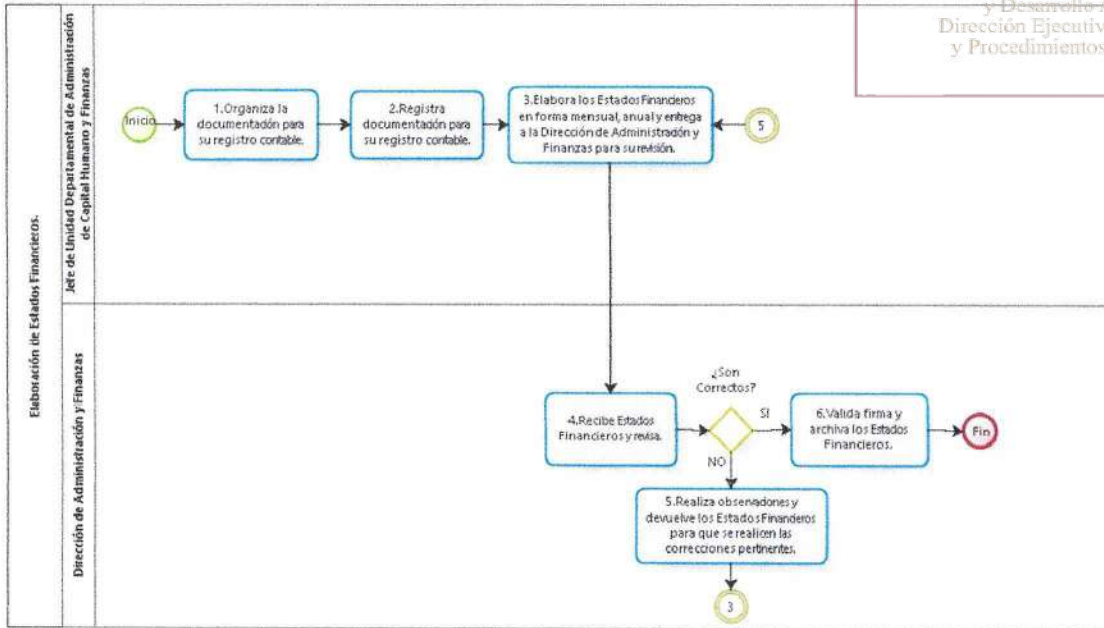 y Desarrollo A
Dirección Ejecutiv
y Procedimientos
Elaboración de Estados Financieros.
Jefe de Unidad Departamental de Administración
de Capital Humano y Finanzas
Inicio
1.Organiza la
documentación para
su registro contable.
2.Registra
documentación para
su registro contable.
3.Elabora los Estados Financieros
en forma mensual, anual y entrega
a la Dirección de Administración y
Finanzas para su revisión.
5
Dirección de Administración y Finanzas
4.Recibe Estados
Financieros y revisa.
¿Son
Correctos?
SI
NO
6.Valida firma y
archiva los Estados
Financieros.
Fin
5.Realiza observaciones y
devuelve los Estados Financieros
para que se realicen las
correcciones pertinentes.
3